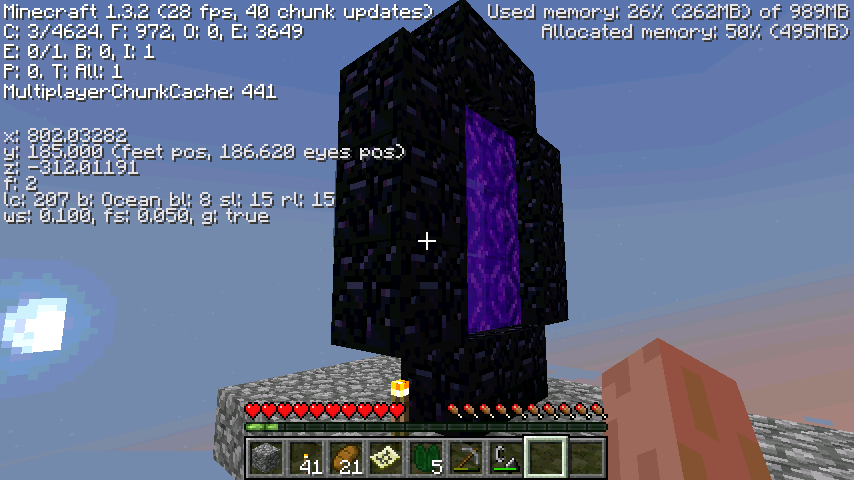 Minecraft 1.3.2 (28 fps, 40 chunk updates)
Used memory: 26% (262MB) of 989MB
C: 3/4624, F: 972, O: 0, E: 3649
Allocated memory: 50% (495MB)
E: 0/1, B: 0, I: 1
P: 0, T: All: 1
MultiplayerChunkCache: 441
x: 802.03282
y: 185.000 (feet pos, 186.620 eyes pos)
z: -312.01191
f: 2
lc: 207 b: Ocean bl: 8 sl: 15 rl: 15
ws: 0.100, fs: 0.050, g: true
41 21 5